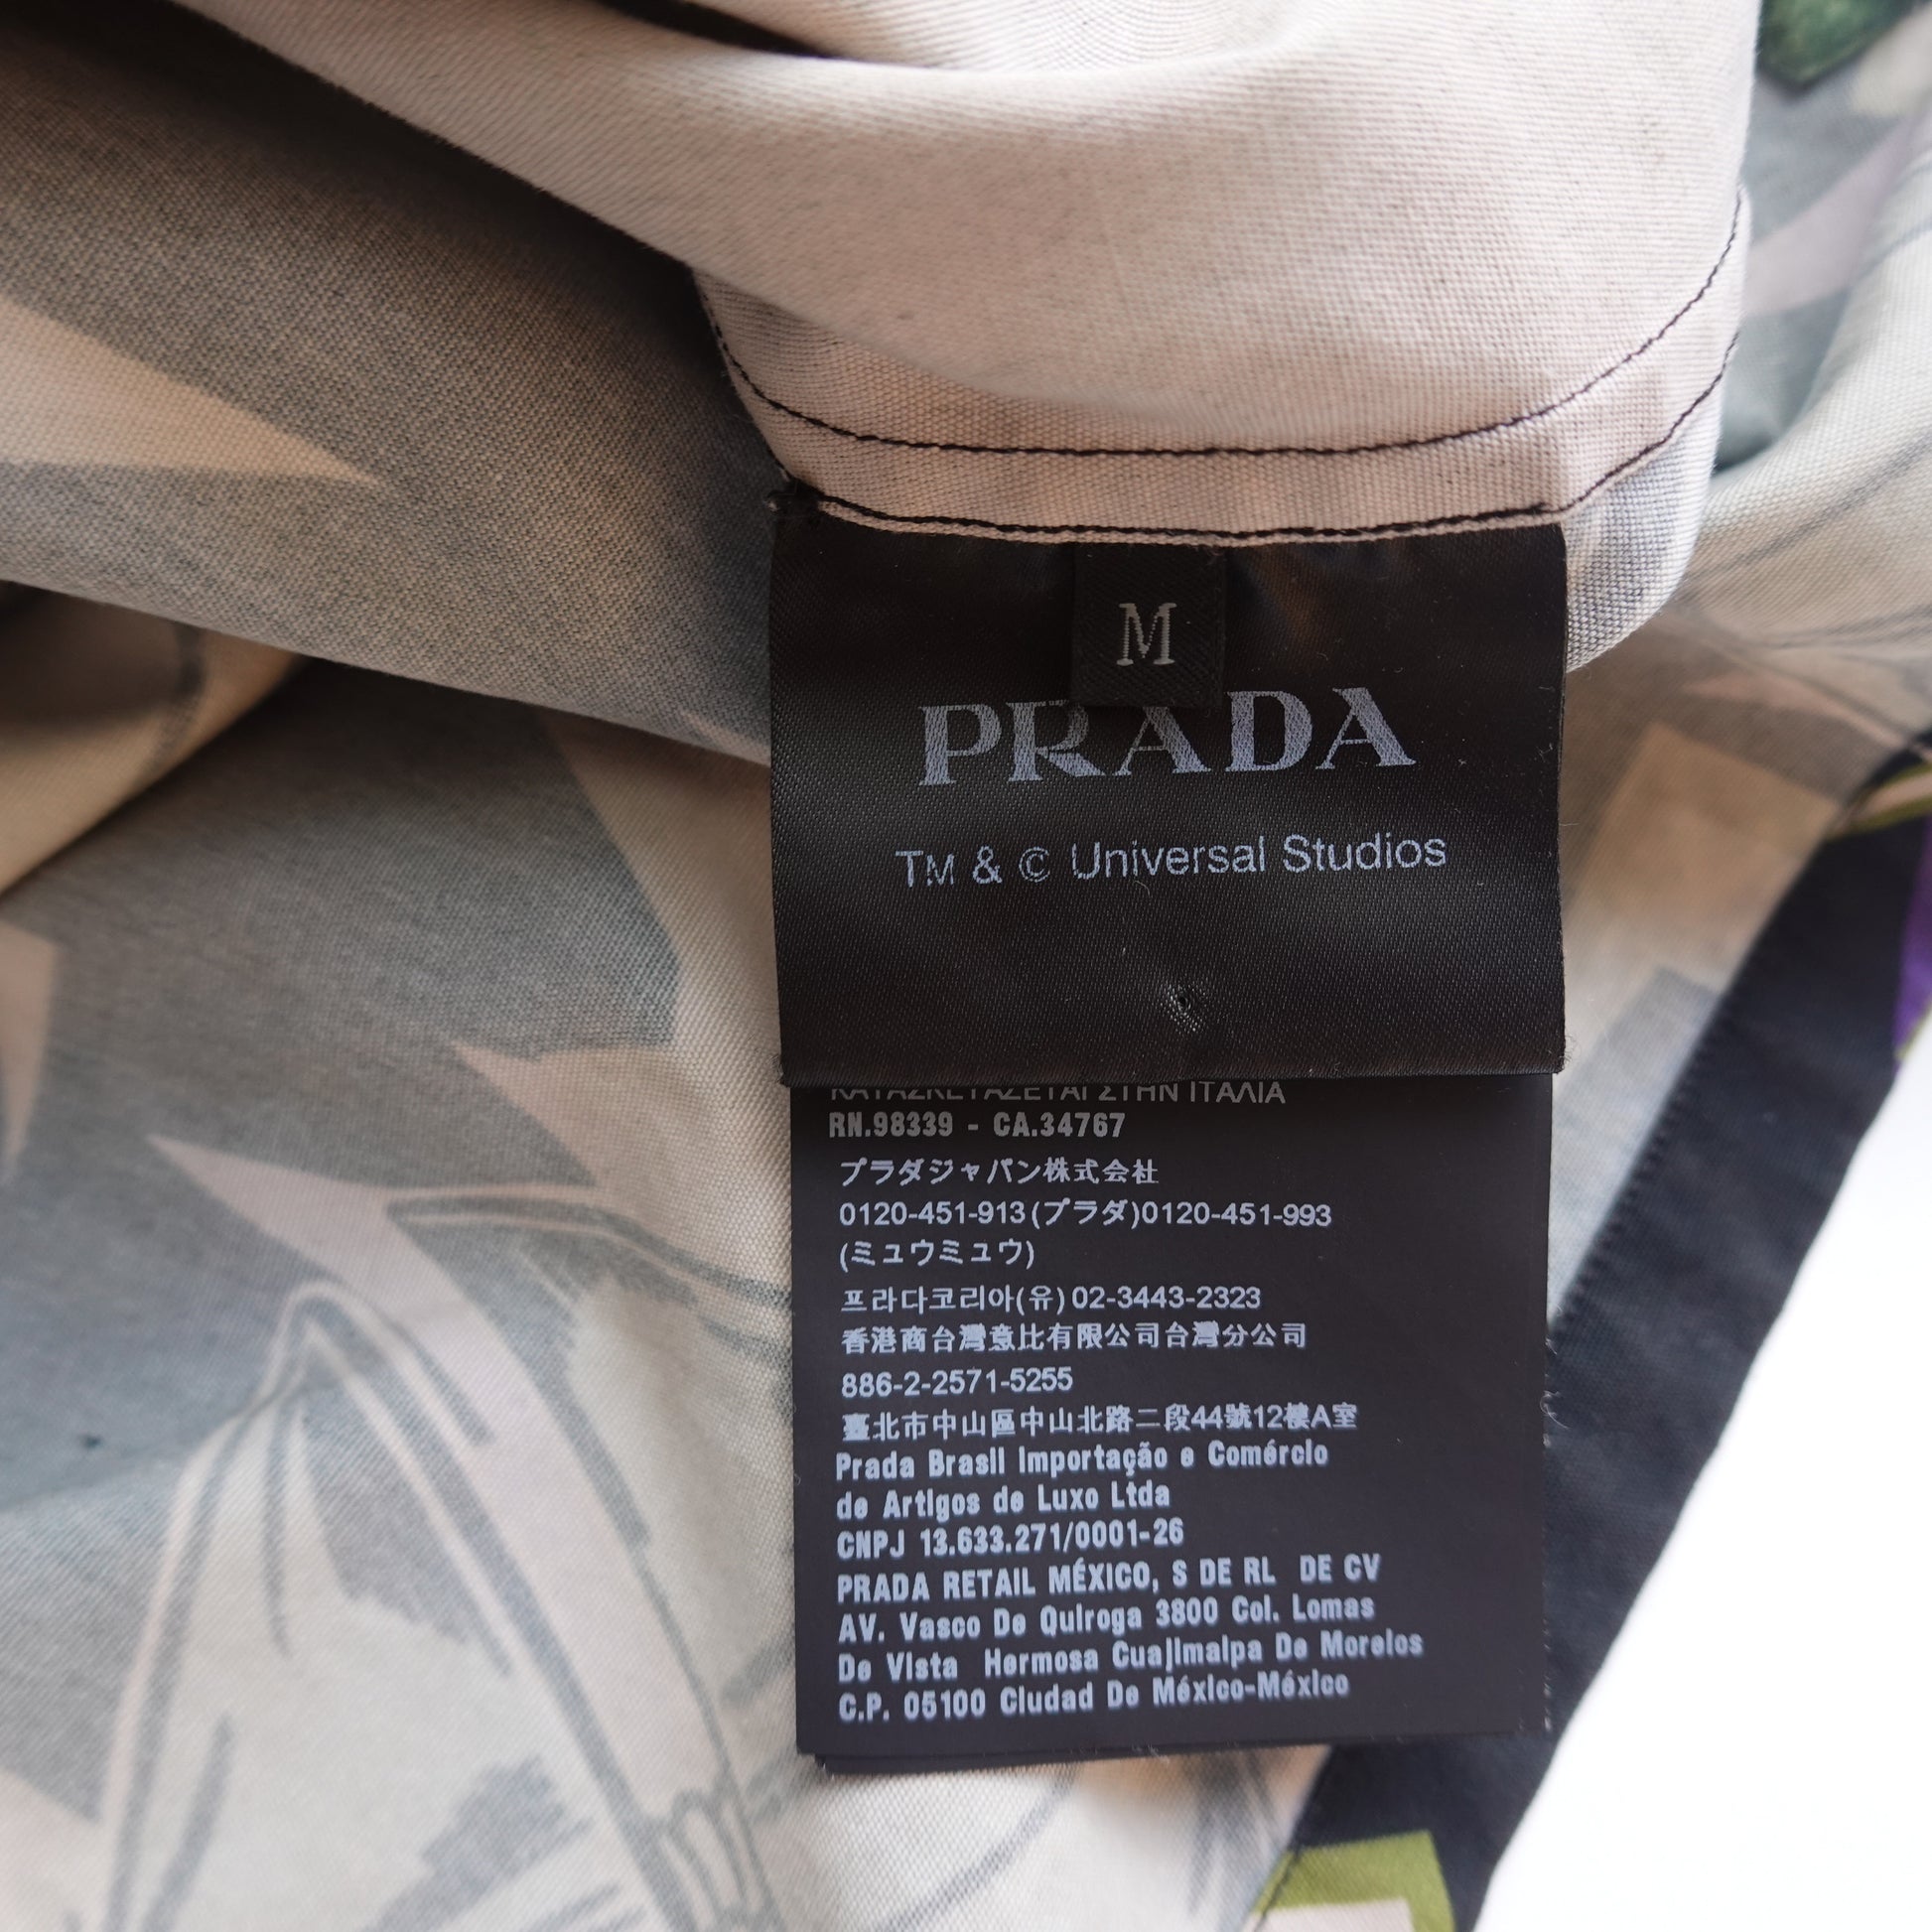 M
PRADA
TM & © Universal Studios
ΚΑΤΑΣΚΕΥΑΖΕΤΑΙ ΣΤΗΝ ΙΤΑΛΙΑ
RN.98339 - CA.34767
プラダジャパン株式会社
0120-451-913(プラダ)0120-451-993
(ミュウミュウ)
프라다코리아(유)02-3443-2323
香港商台灣意比有限公司台灣分公司
886-2-2571-5255
臺北市中山區中山北路二段44號12樓A室
Prada Brasil Importação e Comércio
de Artigos de Luxo Ltda
CNPJ 13.633.271/0001-26
PRADA RETAIL MÉXICO, S DE RL DE CV
AV. Vasco De Quiroga 3800 Col. Lomas
De Vista Hermosa Cuajimalpa De Morelos
C.P. 05100 Ciudad De México-México